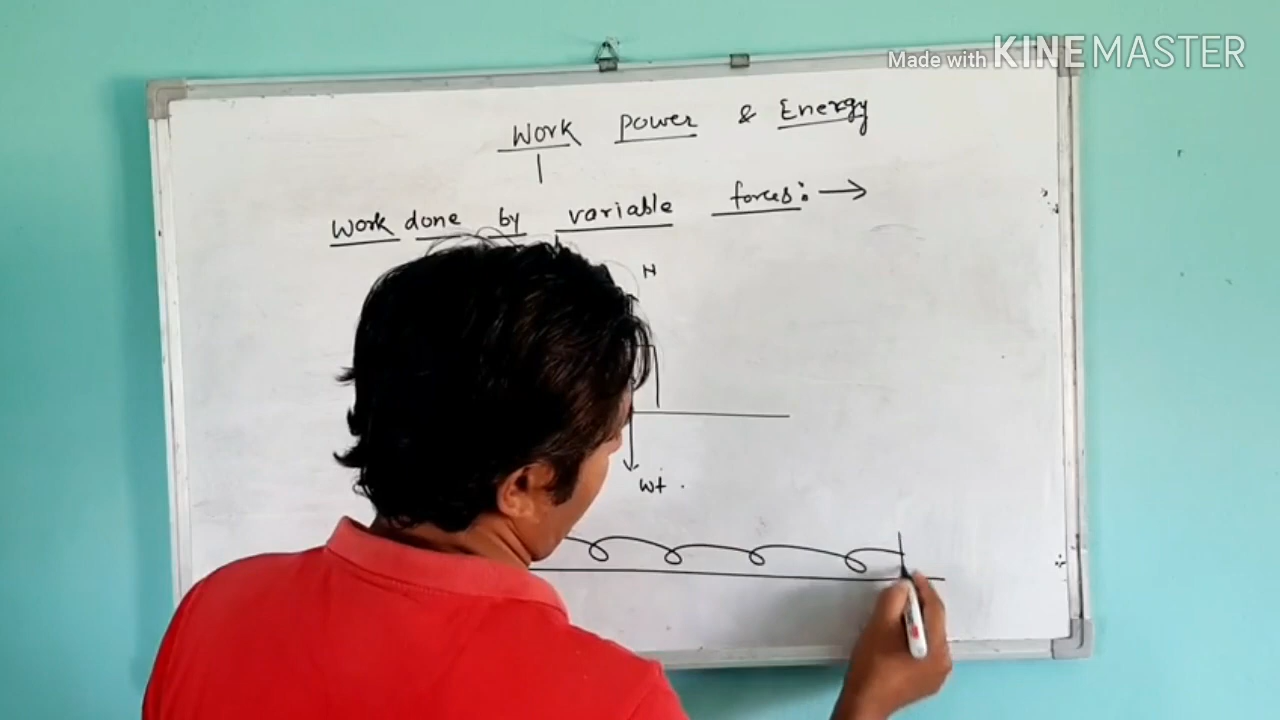 Made with KINEMASTER
Work Power & Energy
Work done by variable forces:→
N
wt.